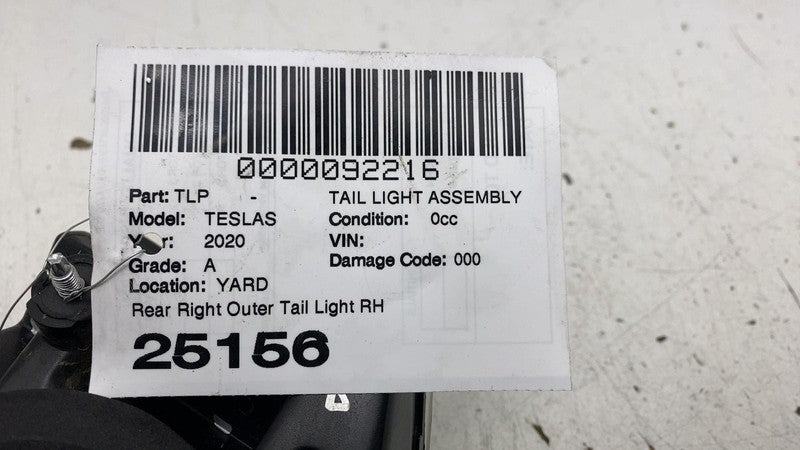 0000092216
Part: TLP - TAIL LIGHT ASSEMBLY
Model: TESLAS Condition: 0cc
Year: 2020 VIN:
Grade: A Damage Code: 000
Location: YARD
Rear Right Outer Tail Light RH
25156